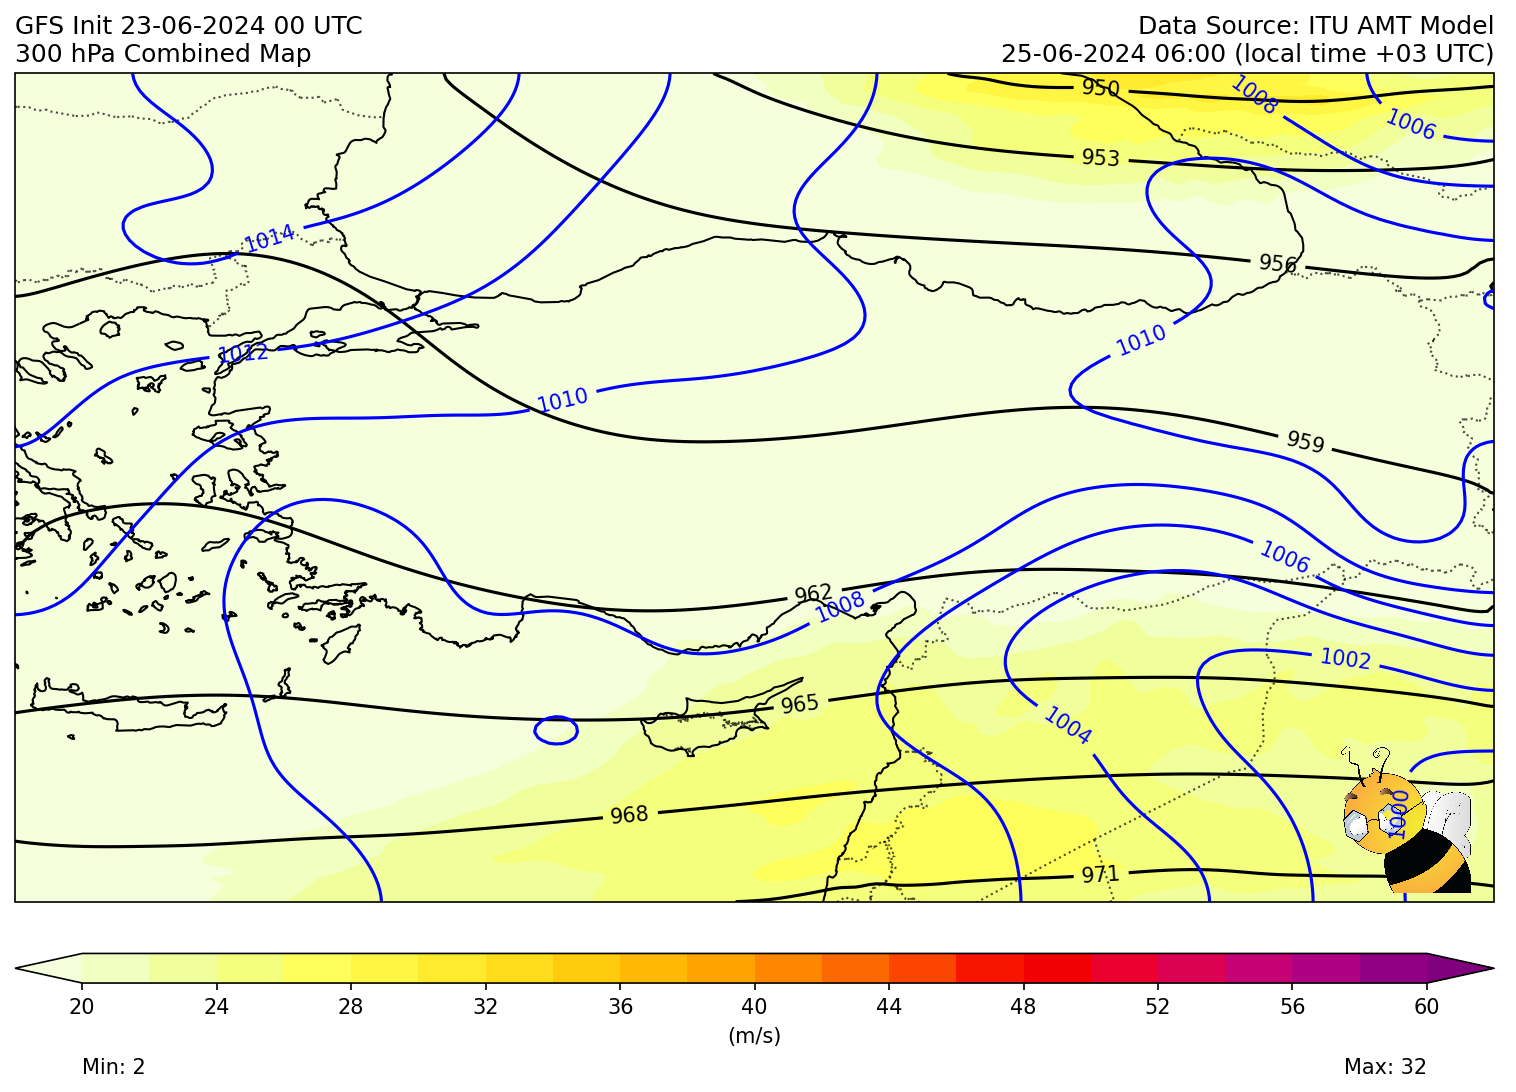 GFS Init 23-06-2024 00 UTC
Data Source: ITU AMT Model
300 hPa Combined Map
25-06-2024 06:00 (local time +03 UTC)
950
1008
1006
953
1014
956
1012
1010
1010
959
1006
962
1008
1002
965
1004
1000
968
971
20 24 28 32 36 40 44 48 52 56 60
(m/s)
Min: 2
Max: 32